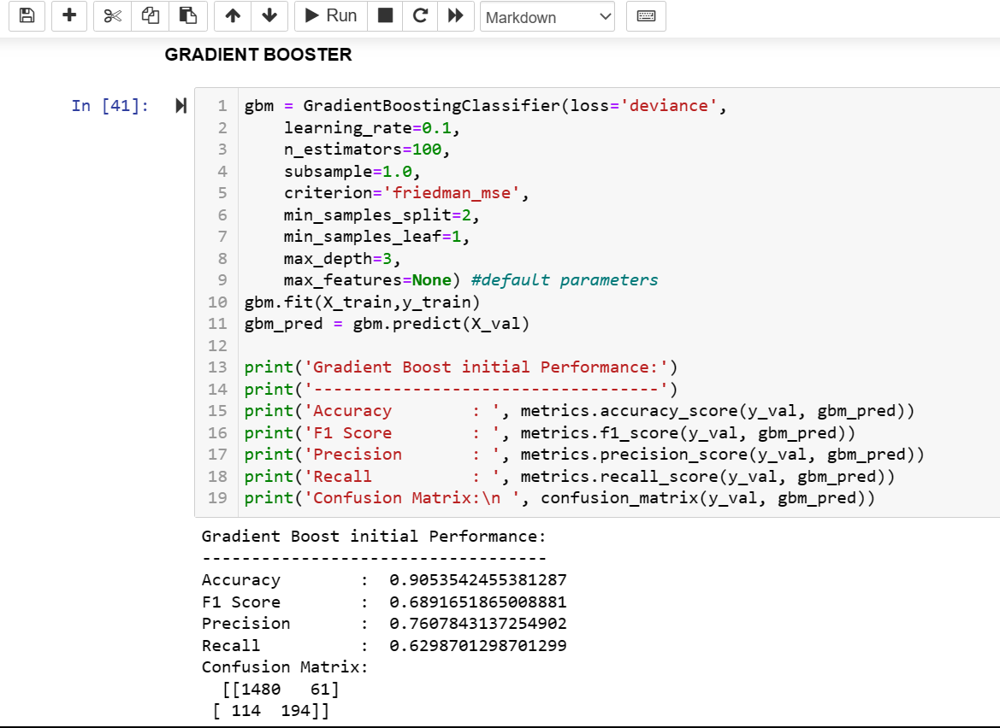 Run Markdown
GRADIENT BOOSTER
In [41]:
1 gbm = GradientBoostingClassifier(loss='deviance',
2     learning_rate=0.1,
3     n_estimators=100,
4     subsample=1.0,
5     criterion='friedman_mse',
6     min_samples_split=2,
7     min_samples_leaf=1,
8     max_depth=3,
9     max_features=None) #default parameters
10 gbm.fit(X_train,y_train)
11 gbm_pred = gbm.predict(X_val)
12
13 print('Gradient Boost initial Performance:')
14 print('-----------------------------------')
15 print('Accuracy        : ', metrics.accuracy_score(y_val, gbm_pred))
16 print('F1 Score        : ', metrics.f1_score(y_val, gbm_pred))
17 print('Precision       : ', metrics.precision_score(y_val, gbm_pred))
18 print('Recall          : ', metrics.recall_score(y_val, gbm_pred))
19 print('Confusion Matrix:\n ', confusion_matrix(y_val, gbm_pred))
Gradient Boost initial Performance:
-----------------------------------
Accuracy        :  0.9053542455381287
F1 Score        :  0.6891651865008881
Precision       :  0.7607843137254902
Recall          :  0.6298701298701299
Confusion Matrix:
  [[1480   61]
 [ 114  194]]